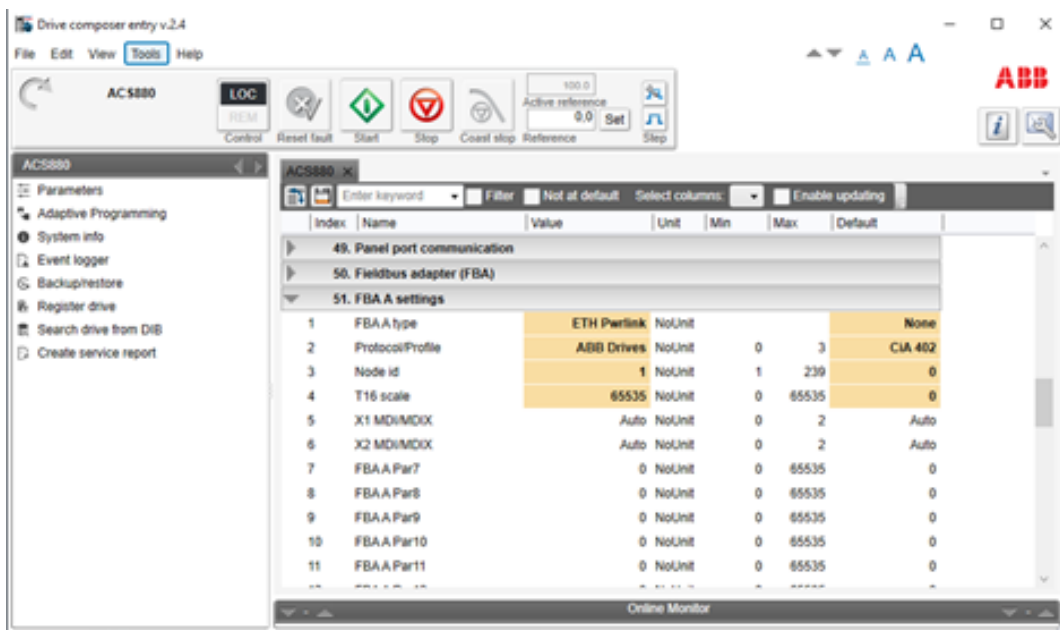 Drive composer entry v.2.4
File Edit View Tools Help
A A A
ABB
ACS880
LOC
REM
Control
Reset fault
Start
Stop
Coast stop
100.0
Active reference
0,0 Set
Reference
Step
ACS880
Parameters
Adaptive Programming
System info
Event logger
Backup/restore
Register drive
Search drive from DIB
Create service report
ACS880
Enter keyword Filter Not at default Select columns: Enable updating
Index Name Value Unit Min Max Default
49. Panel port communication
50. Fieldbus adapter (FBA)
51. FBA A settings
1 FBA A type ETH Pwrlink NoUnit None
2 Protocol/Profile ABB Drives NoUnit 0 3 CiA 402
3 Node id 1 NoUnit 1 239 0
4 T16 scale 65535 NoUnit 0 65535 0
5 X1 MDI/MDIX Auto NoUnit 0 2 Auto
6 X2 MDI/MDIX Auto NoUnit 0 2 Auto
7 FBA A Par7 0 NoUnit 0 65535 0
8 FBA A Par8 0 NoUnit 0 65535 0
9 FBA A Par9 0 NoUnit 0 65535 0
10 FBA A Par10 0 NoUnit 0 65535 0
11 FBA A Par11 0 NoUnit 0 65535 0
Online Monitor